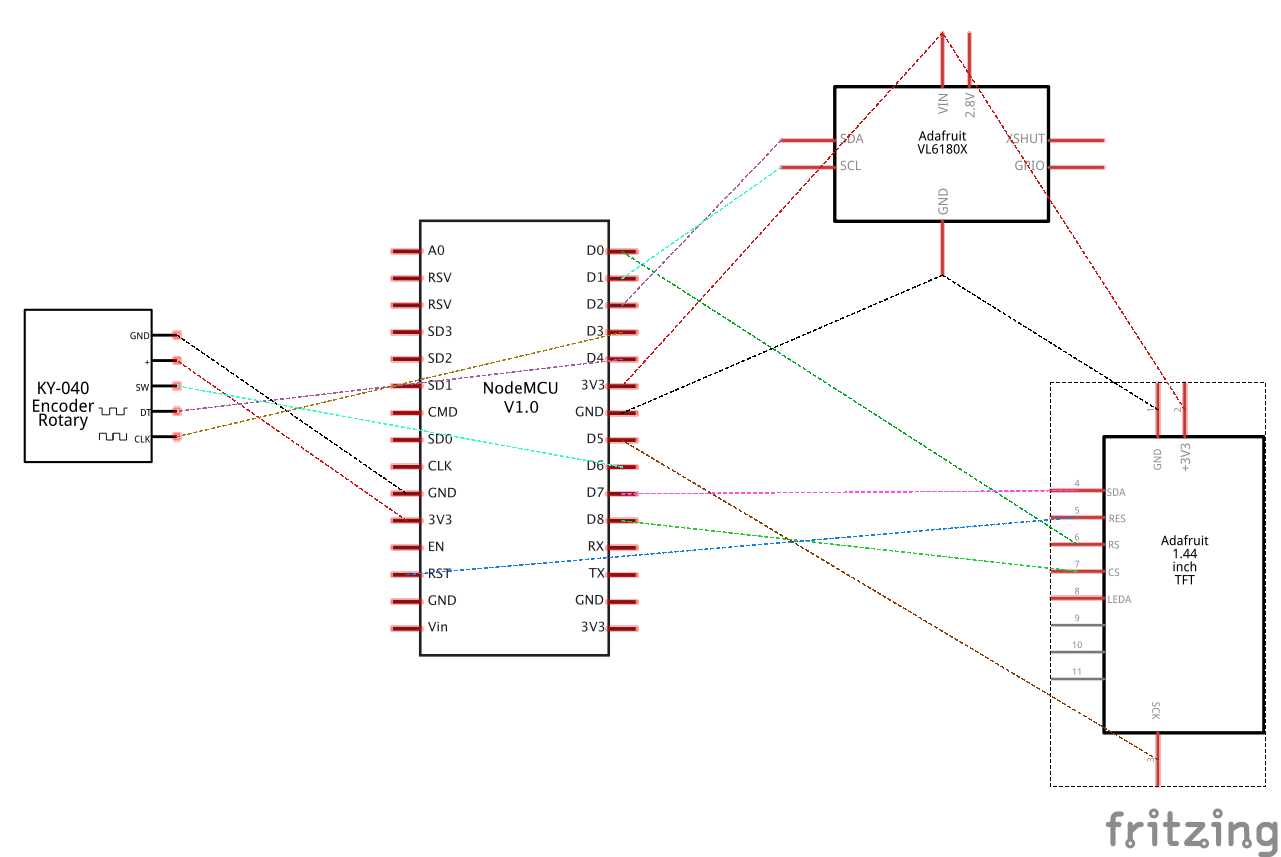 VIN
2.8V
SDA
Adafruit
VL6180X
XSHUT
SCL
GPIO
GND
A0
D0
RSV
D1
RSV
D2
SD3
D3
SD2
D4
SD1
3V3
NodeMCU
V1.0
CMD
GND
SD0
D5
CLK
D6
GND
D7
3V3
D8
EN
RX
RST
TX
GND
GND
Vin
3V3
GND
+
SW
KY-040
Encoder
Rotary
DT
CLK
1
2
GND
+3V3
4
SDA
5
RES
6
RS
7
CS
8
LEDA
9
10
11
Adafruit
1.44
inch
TFT
SCK
3
fritzing